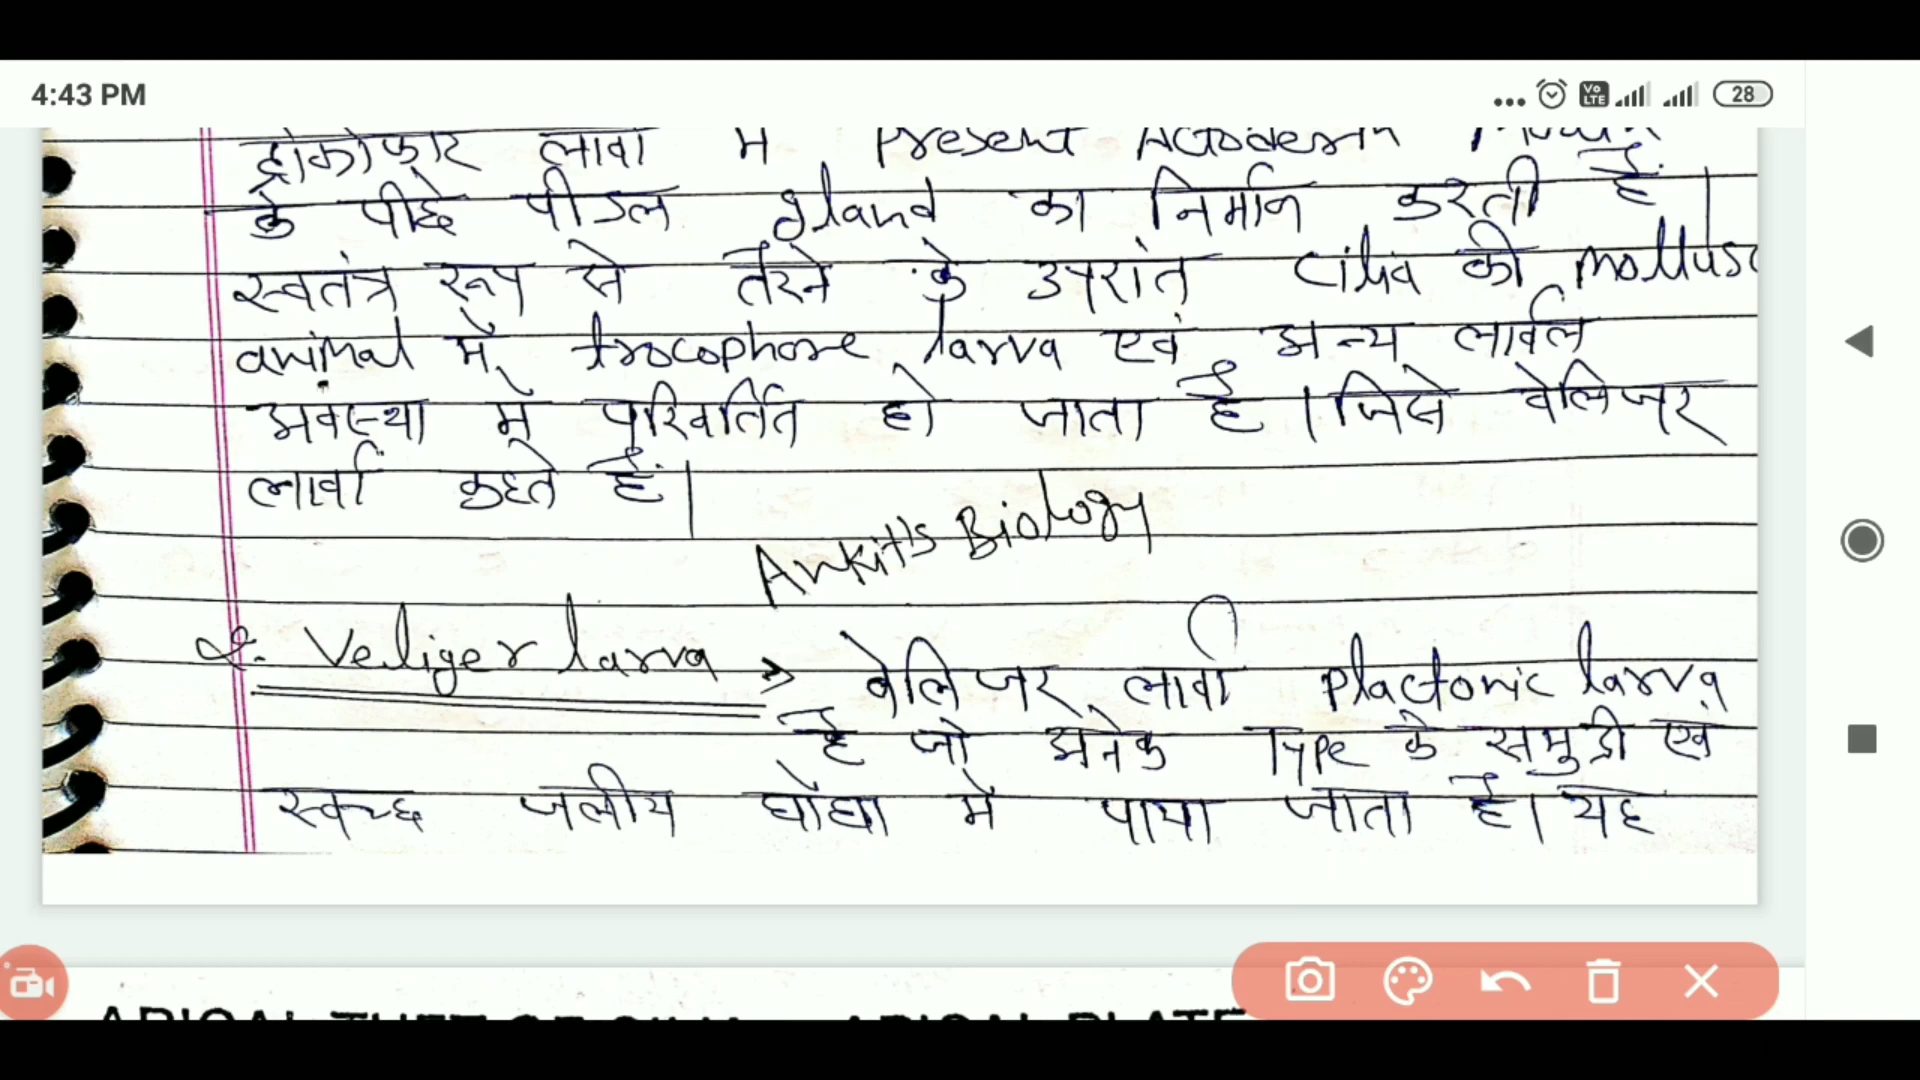 4:43 PM
28
ट्रोकोफोर लार्वा में Present Actoderm
के पीछे पीडल gland का निर्माण करती है।
स्वतंत्र रूप से तैरने के उपरांत Cilia की mollusc
animal में trocophore larva एवं अन्य लार्वल
अवस्था में परिवर्तित हो जाता है। जिसे वेलिजर
लार्वा कहते हैं।
Ankit's Biology
2. Veliger larva → वेलिजर लार्वा Plactonic larva
है जो अनेक Type के समुद्री एवं
स्वच्छ जलीय घोंघा में पाया जाता है। यह